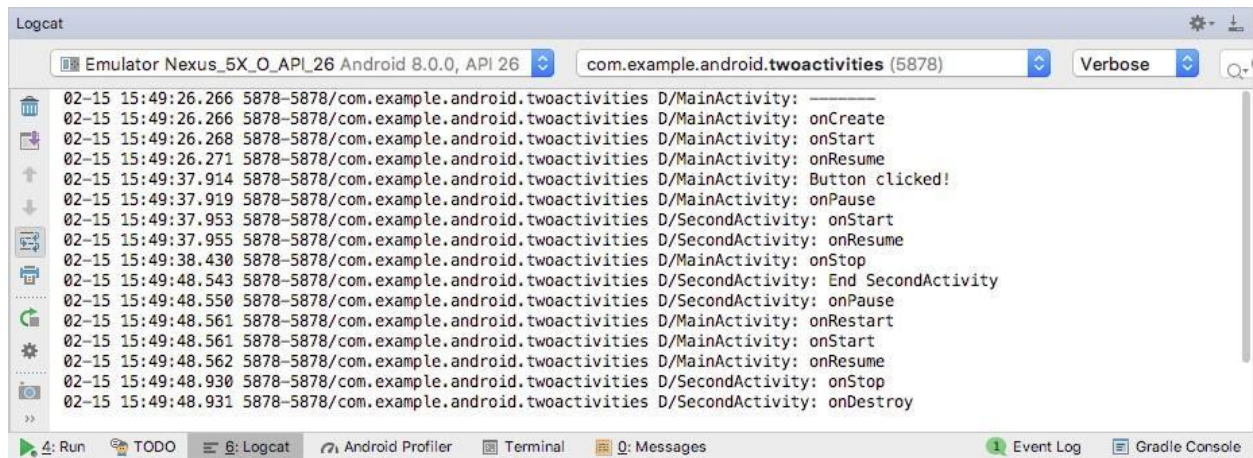 Logcat
Emulator Nexus_5X_O_API_26 Android 8.0.0, API 26 com.example.android.twoactivities (5878) Verbose
02-15 15:49:26.266 5878-5878/com.example.android.twoactivities D/MainActivity: -------
02-15 15:49:26.266 5878-5878/com.example.android.twoactivities D/MainActivity: onCreate
02-15 15:49:26.268 5878-5878/com.example.android.twoactivities D/MainActivity: onStart
02-15 15:49:26.271 5878-5878/com.example.android.twoactivities D/MainActivity: onResume
02-15 15:49:37.914 5878-5878/com.example.android.twoactivities D/MainActivity: Button clicked!
02-15 15:49:37.919 5878-5878/com.example.android.twoactivities D/MainActivity: onPause
02-15 15:49:37.953 5878-5878/com.example.android.twoactivities D/SecondActivity: onStart
02-15 15:49:37.955 5878-5878/com.example.android.twoactivities D/SecondActivity: onResume
02-15 15:49:38.430 5878-5878/com.example.android.twoactivities D/MainActivity: onStop
02-15 15:49:48.543 5878-5878/com.example.android.twoactivities D/SecondActivity: End SecondActivity
02-15 15:49:48.550 5878-5878/com.example.android.twoactivities D/SecondActivity: onPause
02-15 15:49:48.561 5878-5878/com.example.android.twoactivities D/MainActivity: onRestart
02-15 15:49:48.561 5878-5878/com.example.android.twoactivities D/MainActivity: onStart
02-15 15:49:48.562 5878-5878/com.example.android.twoactivities D/MainActivity: onResume
02-15 15:49:48.930 5878-5878/com.example.android.twoactivities D/SecondActivity: onStop
02-15 15:49:48.931 5878-5878/com.example.android.twoactivities D/SecondActivity: onDestroy
4: Run TODO 6: Logcat Android Profiler Terminal 0: Messages 1 Event Log Gradle Console